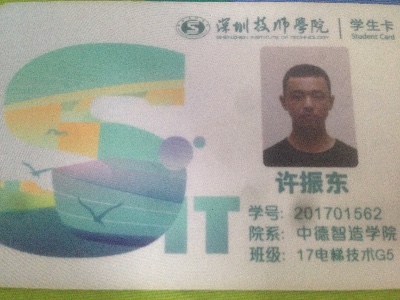 深圳技师学院
SHENZHEN INSTITUTE OF TECHNOLOGY
学生卡
Student Card
SIT
许振东
学号: 201701562
院系: 中德智造学院
班级: 17电梯技术G5